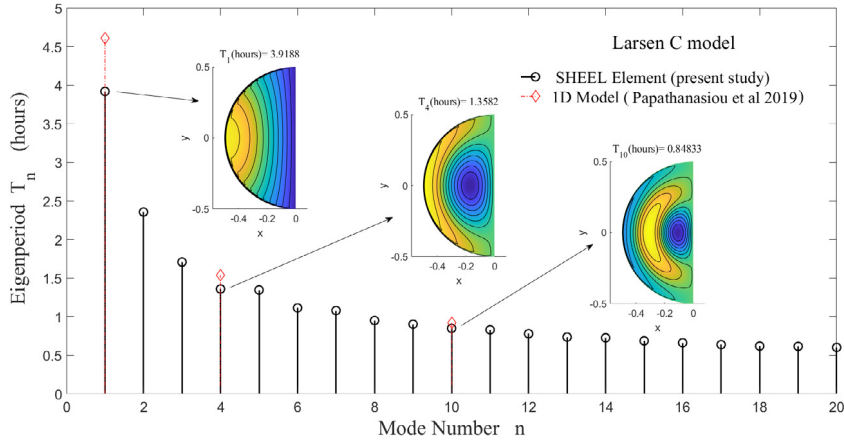 Larsen C model
SHEEL Element (present study)
1D Model ( Papathanasiou et al 2019)
T1(hours)= 3.9188
0.5
0
-0.5
y
-0.4 -0.2 0
x
T4(hours)= 1.3582
0.5
0
-0.5
y
-0.4 -0.2 0
x
T10(hours)= 0.84833
0.5
0
-0.5
y
-0.4 -0.2 0
x
Eigenperiod Tn (hours)
5
4.5
4
3.5
3
2.5
2
1.5
1
0.5
0
0 2 4 6 8 10 12 14 16 18 20
Mode Number n